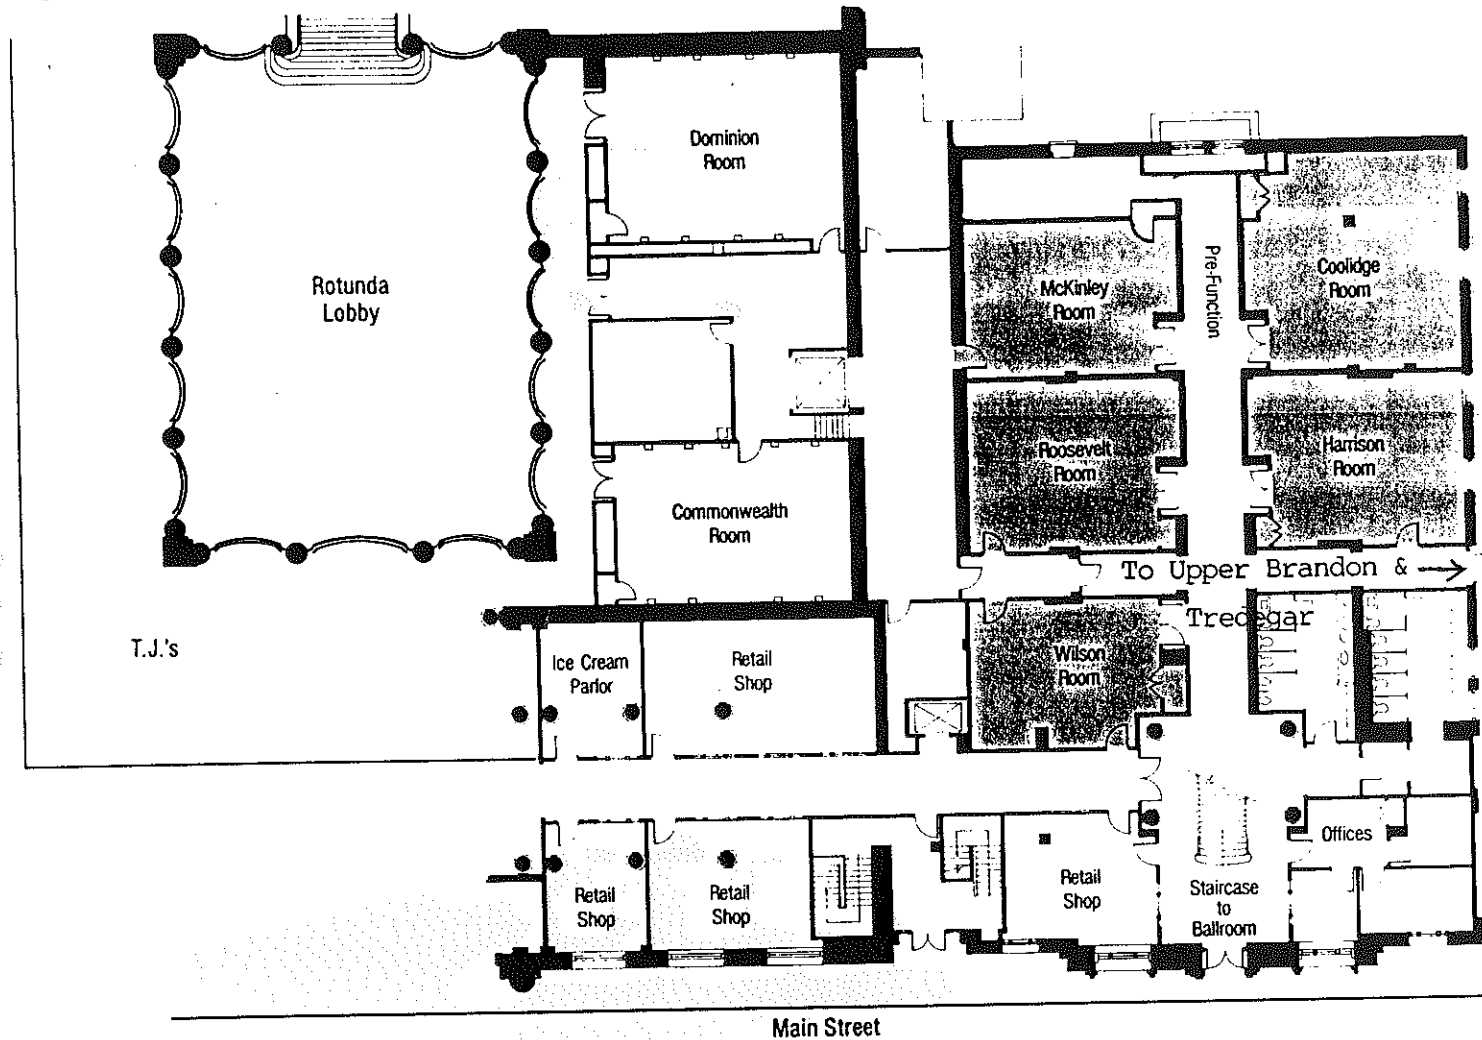 Dominion
Room
Rotunda
Lobby
McKinley
Room
Pre-Function
Coolidge
Room
Roosevelt
Room
Harrison
Room
Commonwealth
Room
To Upper Brandon & →
Tredegar
T.J.'s
Ice Cream
Parlor
Retail
Shop
Wilson
Room
Retail
Shop
Retail
Shop
Retail
Shop
Staircase
to
Ballroom
Offices
Main Street